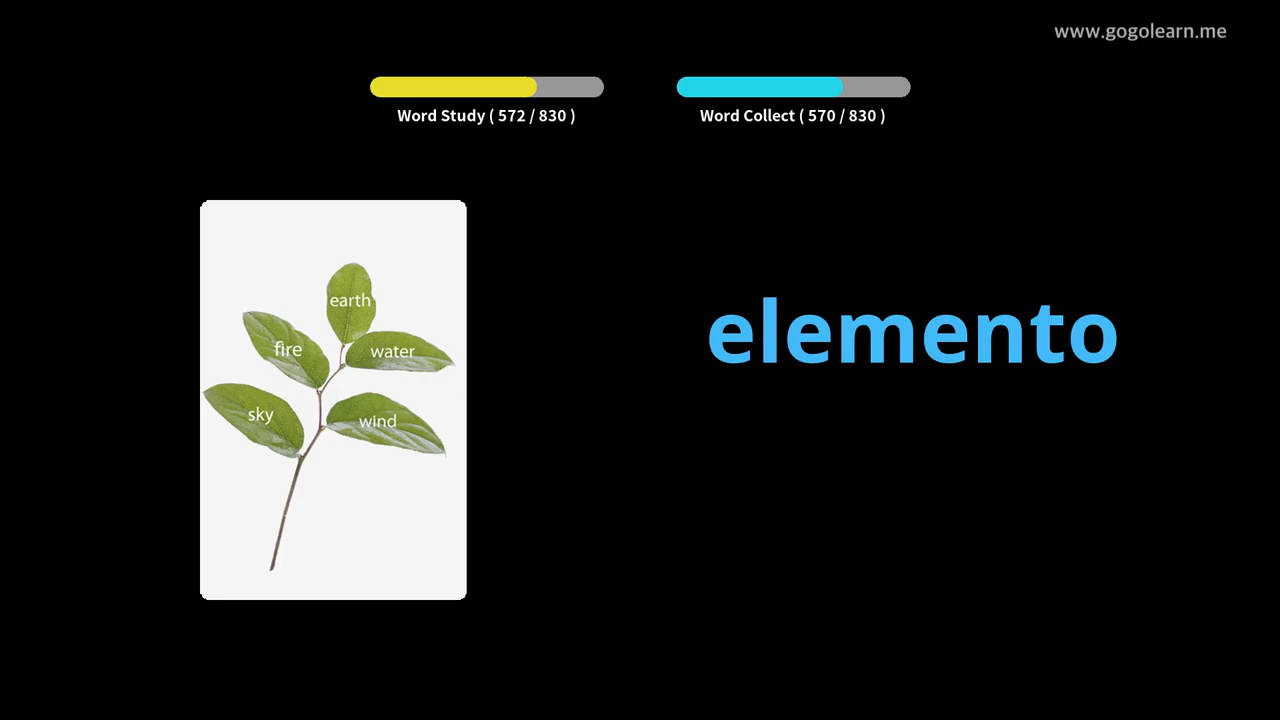 www.gogolearn.me
Word Study ( 572 / 830 )
Word Collect ( 570 / 830 )
earth
fire
water
sky
wind
elemento